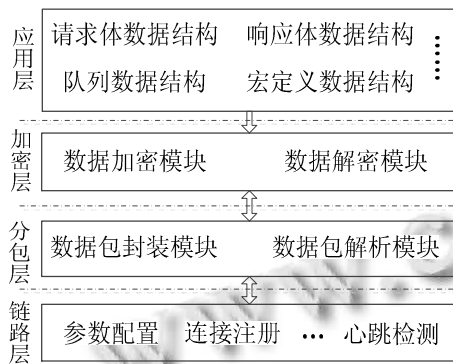 应用层
请求体数据结构 响应体数据结构
队列数据结构 宏定义数据结构
加密层
数据加密模块 数据解密模块
分包层
数据包封装模块 数据包解析模块
链路层
参数配置 连接注册 ··· 心跳检测